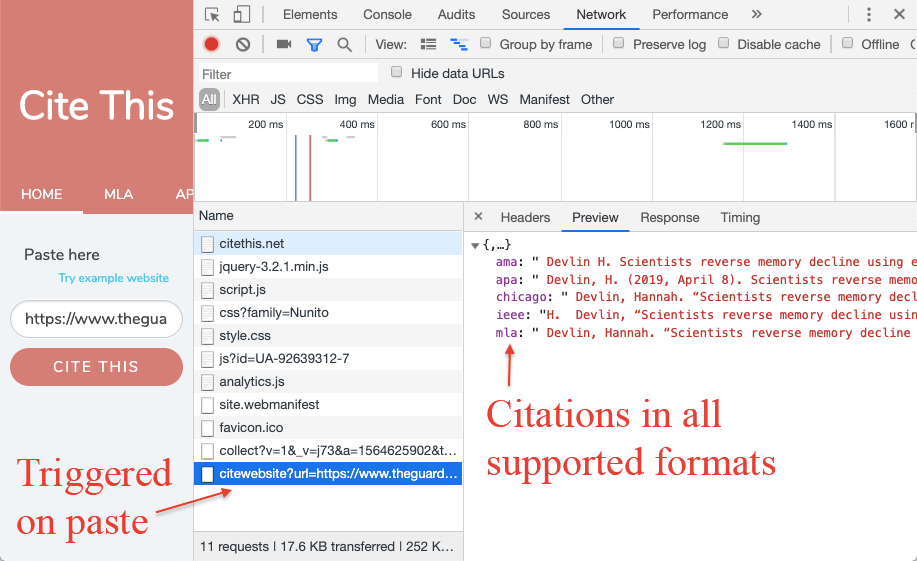 Elements Console Audits Sources Network Performance »
View: Group by frame Preserve log Disable cache Offline
Filter Hide data URLs
All XHR JS CSS Img Media Font Doc WS Manifest Other
200 ms 400 ms 600 ms 800 ms 1000 ms 1200 ms 1400 ms 1600 r
Cite This
HOME MLA AP
Paste here
Try example website
https://www.thegua
CITE THIS
Triggered
on paste
Name
citethis.net
jquery-3.2.1.min.js
script.js
css?family=Nunito
style.css
js?id=UA-92639312-7
analytics.js
site.webmanifest
favicon.ico
collect?v=1&_v=j73&a=1564625902&t…
citewebsite?url=https://www.theguard…
11 requests | 17.6 KB transferred | 252 K…
× Headers Preview Response Timing
{,…}
ama: " Devlin H. Scientists reverse memory decline using e
apa: " Devlin, H. (2019, April 8). Scientists reverse memo
chicago: " Devlin, Hannah. “Scientists reverse memory decl
ieee: "H. Devlin, “Scientists reverse memory decline usin
mla: " Devlin, Hannah. “Scientists reverse memory decline
Citations in all
supported formats